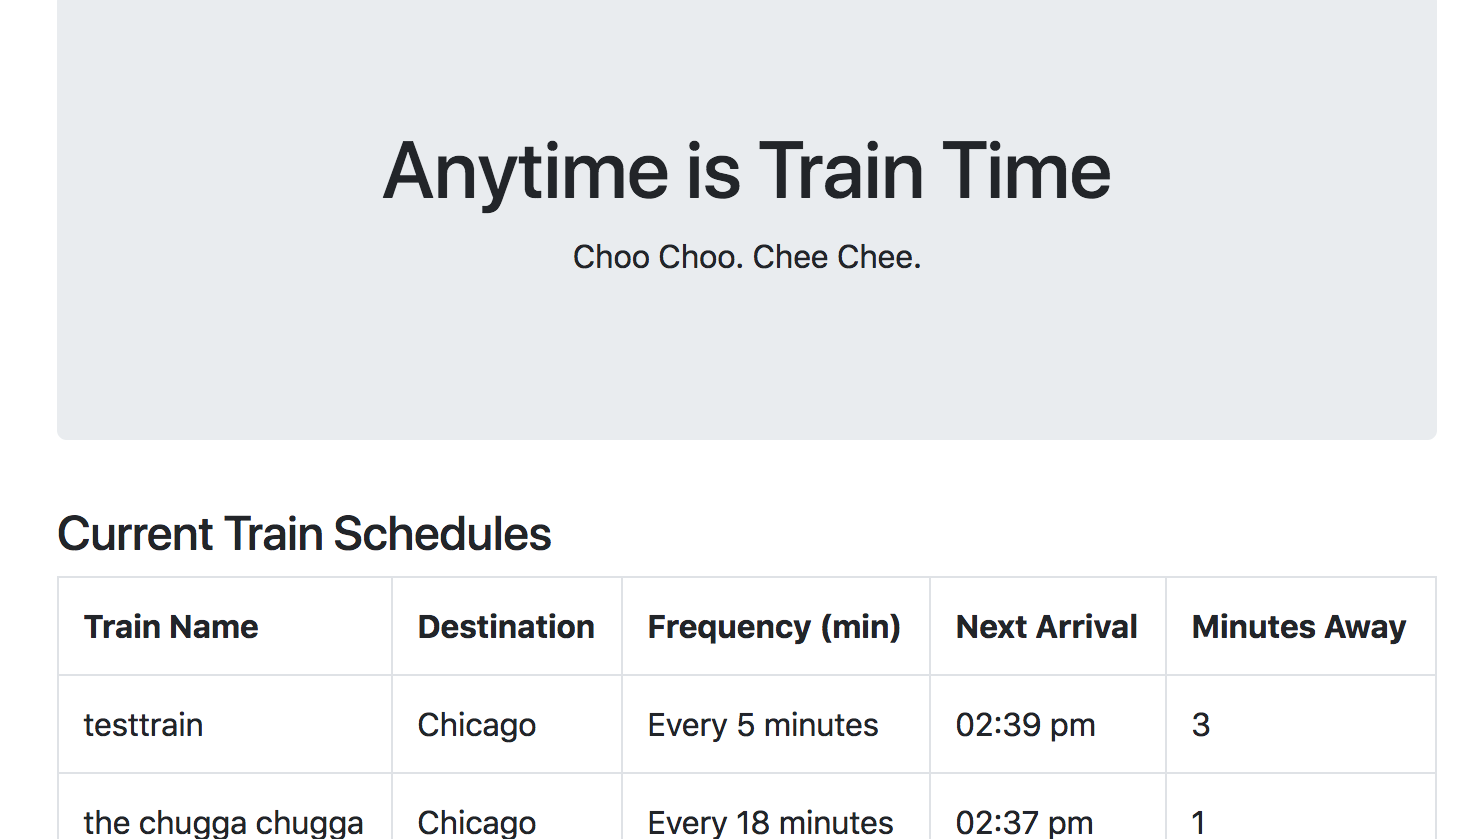 Anytime is Train Time
Choo Choo. Chee Chee.
Current Train Schedules
Train Name Destination Frequency (min) Next Arrival Minutes Away
testtrain Chicago Every 5 minutes 02:39 pm 3
the chugga chugga Chicago Every 18 minutes 02:37 pm 1